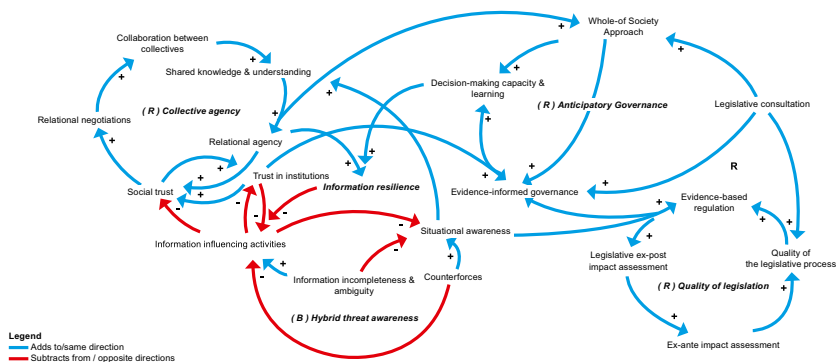 Whole-of Society
Approach
Collaboration between
collectives
Shared knowledge & understanding
Decision-making capacity &
learning
( R ) Collective agency
( R ) Anticipatory Governance
Legislative consultation
Relational negotiations
Relational agency
R
Trust in institutions
Social trust
Information resilience
Evidence-informed governance
Evidence-based
regulation
Situational awareness
Information influencing activities
Legislative ex-post
impact assessment
Quality of
the legislative process
Information incompleteness &
ambiguity
Counterforces
( R ) Quality of legislation
( B ) Hybrid threat awareness
Ex-ante impact assessment
Legend
Adds to/same direction
Subtracts from / opposite directions